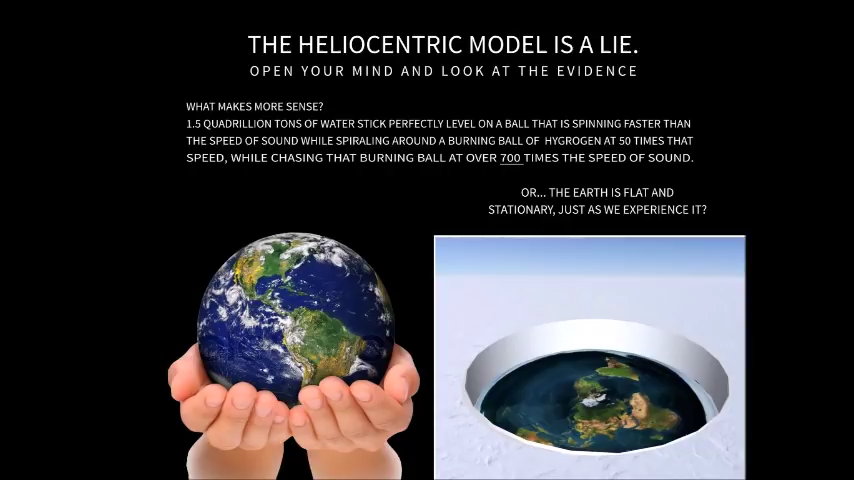 THE HELIOCENTRIC MODEL IS A LIE.
OPEN YOUR MIND AND LOOK AT THE EVIDENCE
WHAT MAKES MORE SENSE?
1.5 QUADRILLION TONS OF WATER STICK PERFECTLY LEVEL ON A BALL THAT IS SPINNING FASTER THAN
THE SPEED OF SOUND WHILE SPIRALING AROUND A BURNING BALL OF HYGROGEN AT 50 TIMES THAT
SPEED, WHILE CHASING THAT BURNING BALL AT OVER 700 TIMES THE SPEED OF SOUND.
OR... THE EARTH IS FLAT AND
STATIONARY, JUST AS WE EXPERIENCE IT?